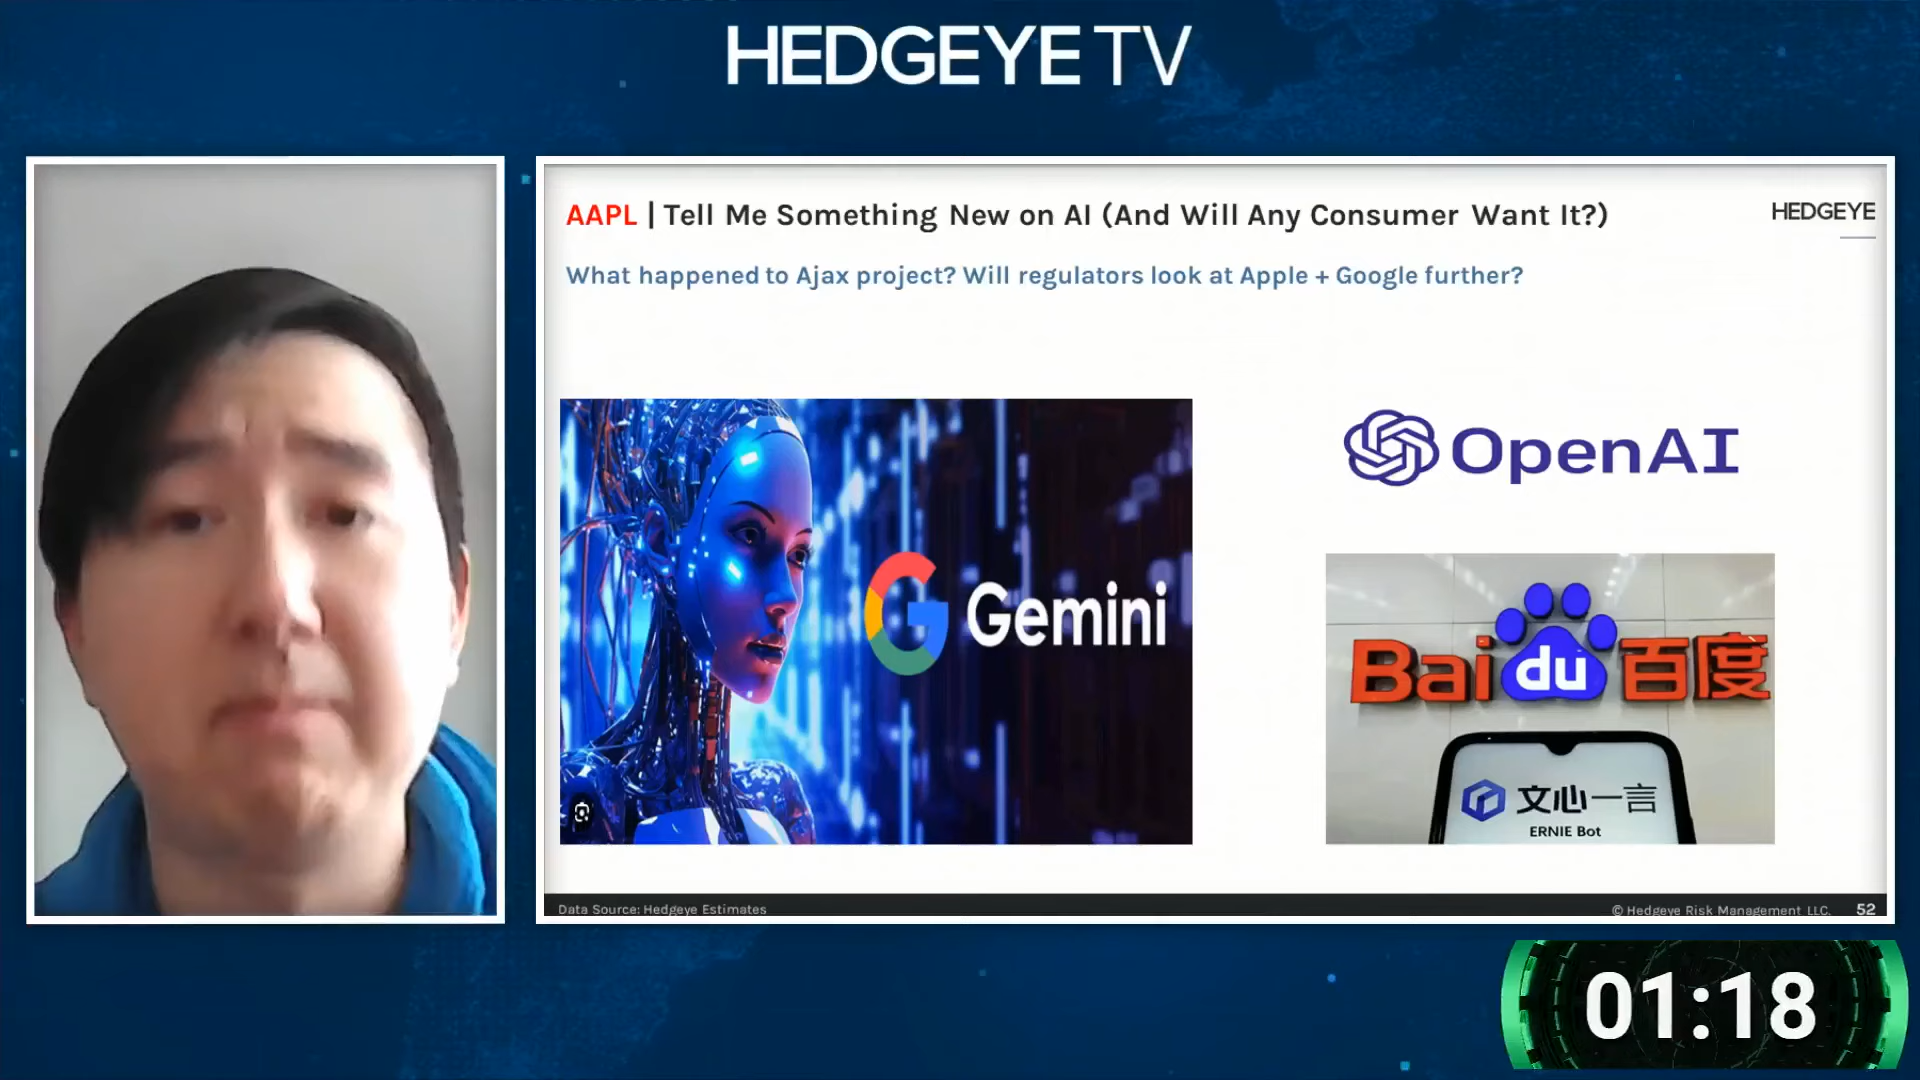 HEDGEYE TV
AAPL | Tell Me Something New on AI (And Will Any Consumer Want It?)
HEDGEYE
What happened to Ajax project? Will regulators look at Apple + Google further?
OpenAI
G Gemini
Bai du 百度
文心一言
ERNIE Bot
Data Source: Hedgeye Estimates
© Hedgeye Risk Management LLC.
52
01:18